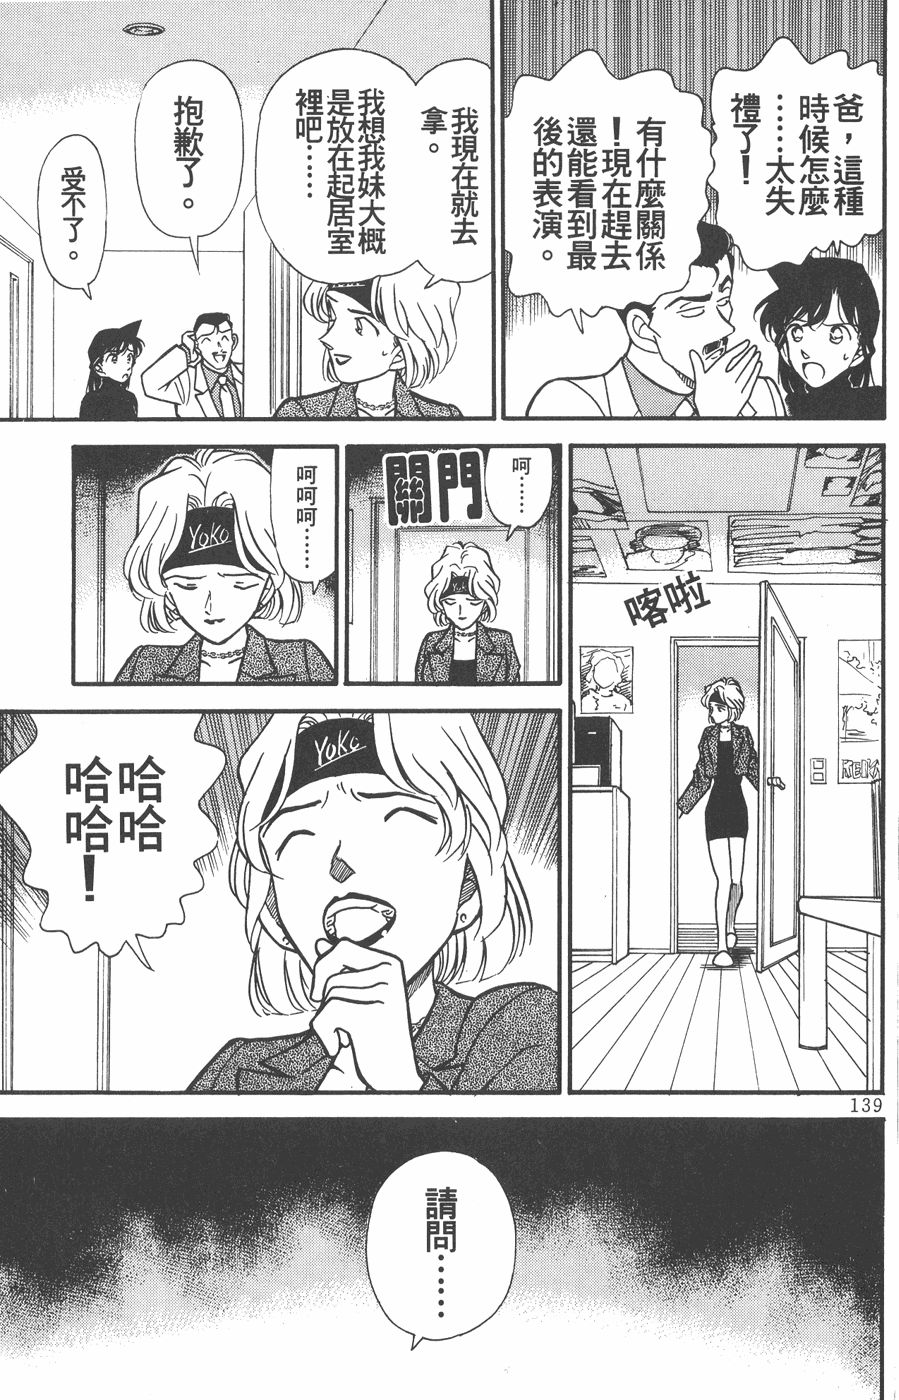 爸，這種
時候怎麼
……太失
禮了！
有什麼關係
！現在趕去
還能看到最
後的表演。
我現在就去
拿。
我想我妹大概
是放在起居室
裡吧……
抱歉了。
受不了。
喀啦
REIK
關門
呵……
YoKo
呵呵呵……
YoKo
YoKo
哈哈
哈哈！
139
請問……